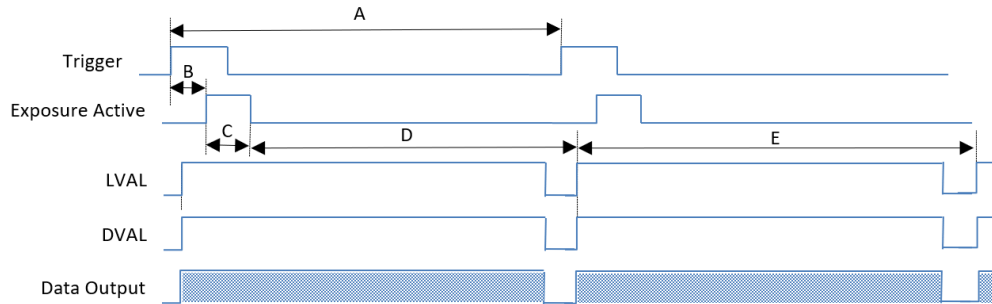 A
Trigger
B
Exposure Active
C
D
E
LVAL
DVAL
Data Output